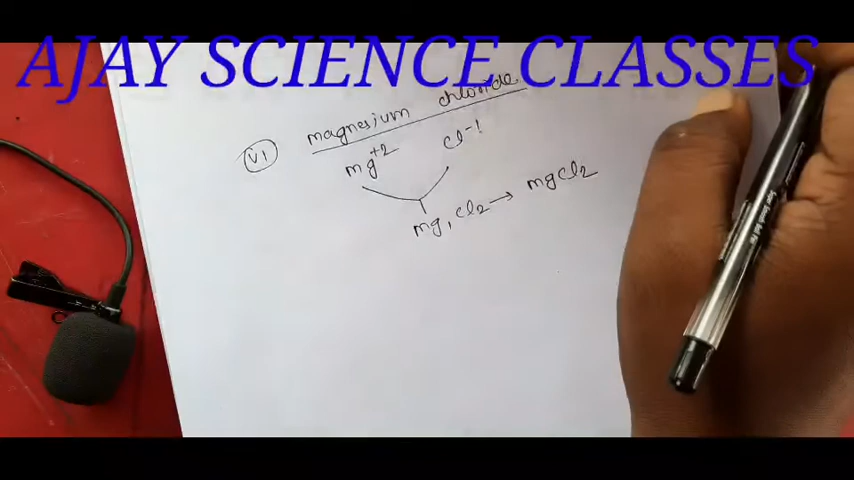 AJAY SCIENCE CLASSES
VI magnesium chloride
mg+2 cl-1
mg1 cl2 → mgcl2